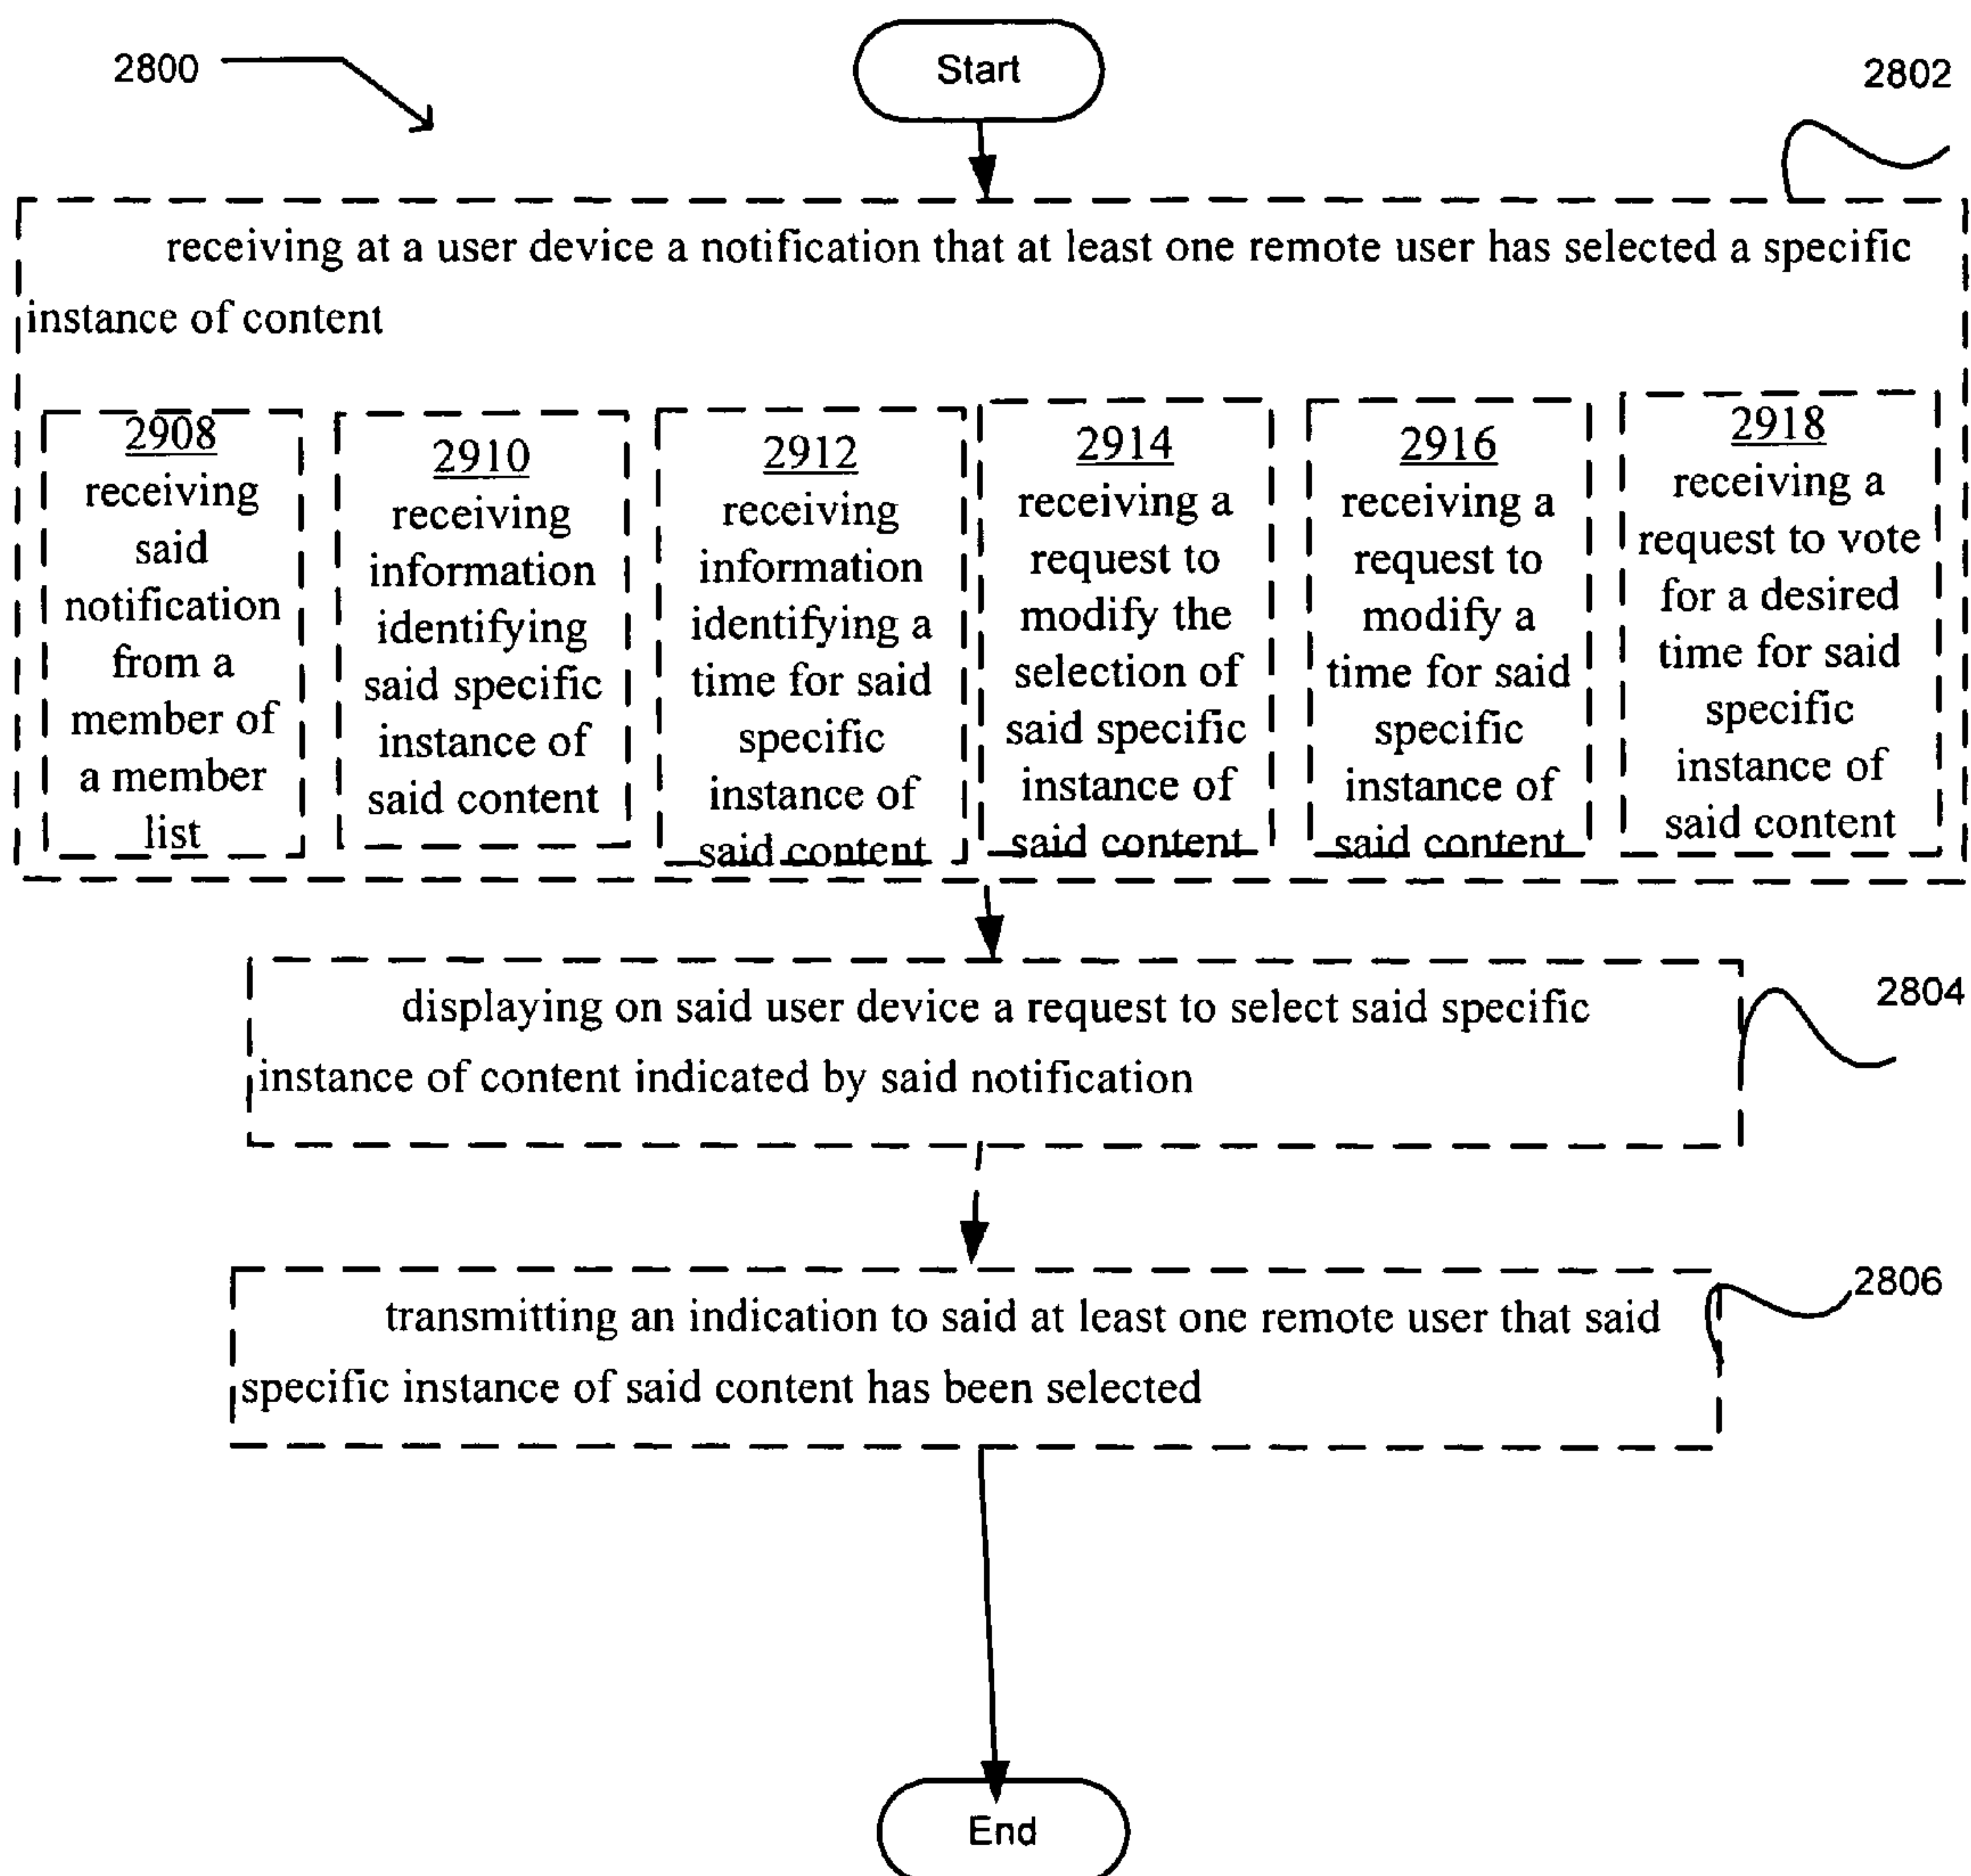 2800
Start
2802
receiving at a user device a notification that at least one remote user has selected a specific
instance of content
2908
receiving
said
notification
from a
member of
a member
list
2910
receiving
information
identifying
said specific
instance of
said content
2912
receiving
information
identifying a
time for said
specific
instance of
said content
2914
receiving a
request to
modify the
selection of
said specific
instance of
said content
2916
receiving a
request to
modify a
time for said
specific
instance of
said content
2918
receiving a
request to vote
for a desired
time for said
specific
instance of
said content
displaying on said user device a request to select said specific
instance of content indicated by said notification
2804
transmitting an indication to said at least one remote user that said
specific instance of said content has been selected
2806
End